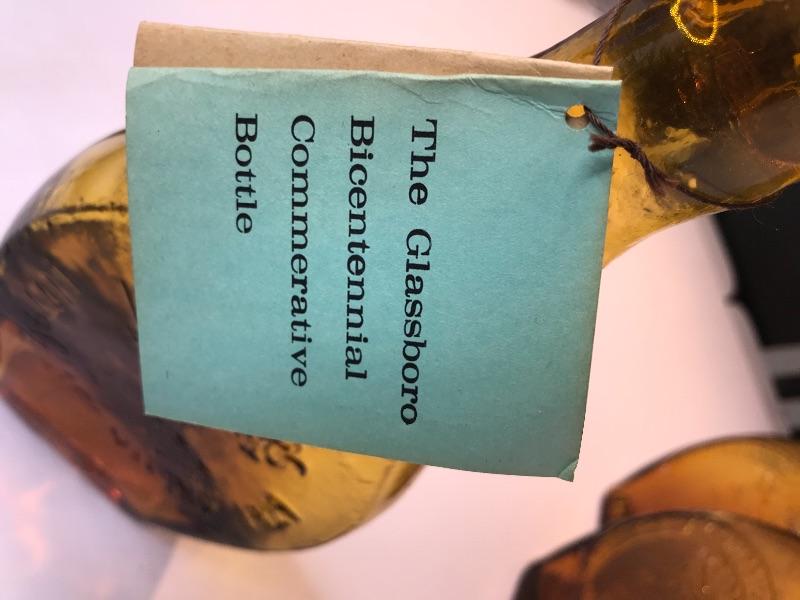 The Glassboro
Bicentennial
Commerative
Bottle